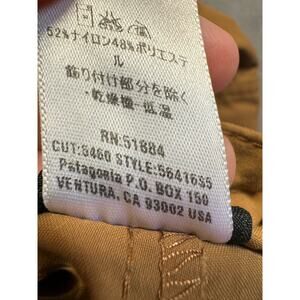 52%ナイロン48%ポリエステ
ル
飾り付け部分を除く
・乾燥機・低温
RN:51884
CUT:5460 STYLE:56416S5
Patagonia P.O. BOX 150
VENTURA, CA 93002 USA